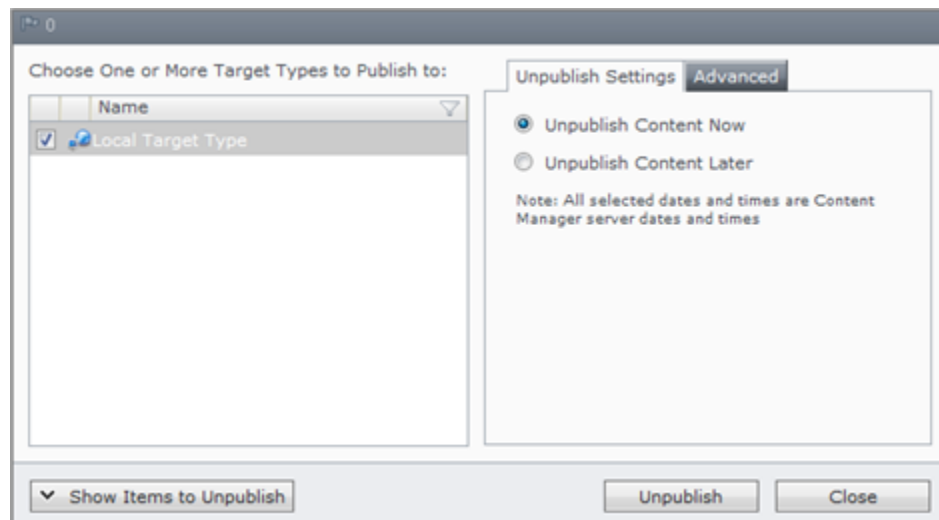 0
Choose One or More Target Types to Publish to:
Name
Local Target Type
Unpublish Settings
Advanced
Unpublish Content Now
Unpublish Content Later
Note: All selected dates and times are Content
Manager server dates and times
Show Items to Unpublish
Unpublish
Close